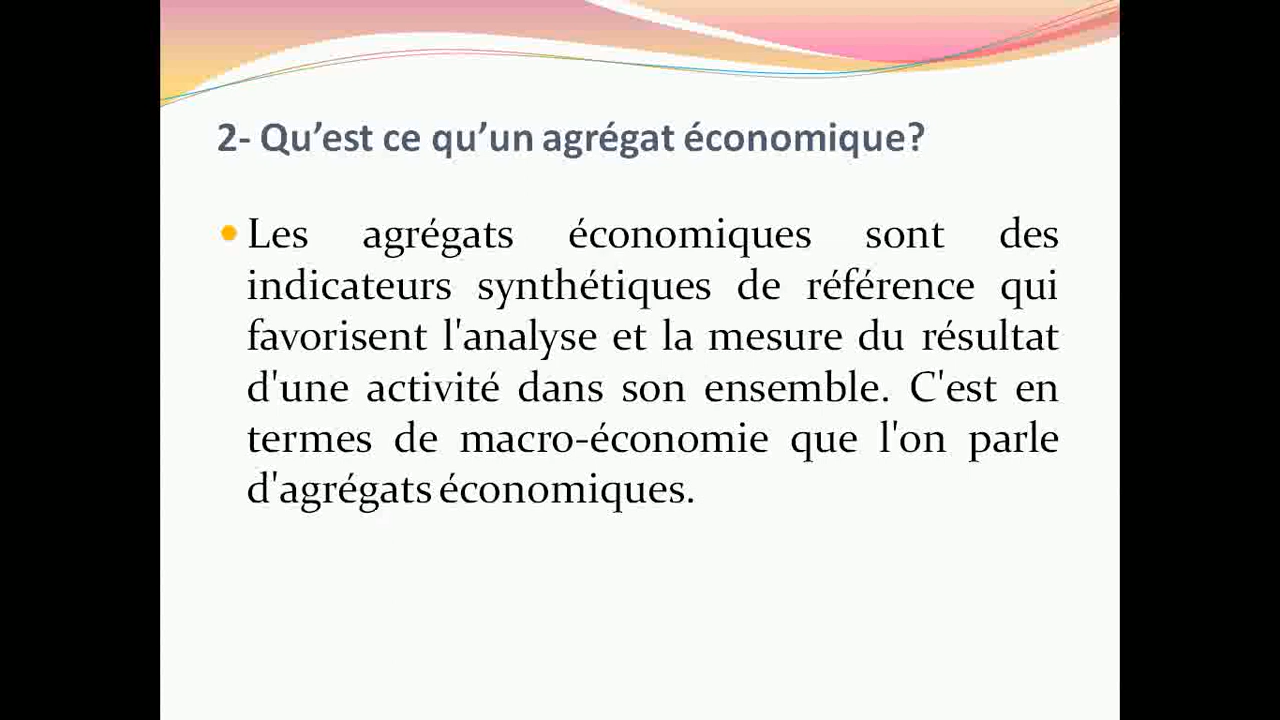 2- Qu’est ce qu’un agrégat économique?
Les agrégats économiques sont des
indicateurs synthétiques de référence qui
favorisent l'analyse et la mesure du résultat
d'une activité dans son ensemble. C'est en
termes de macro-économie que l'on parle
d'agrégats économiques.